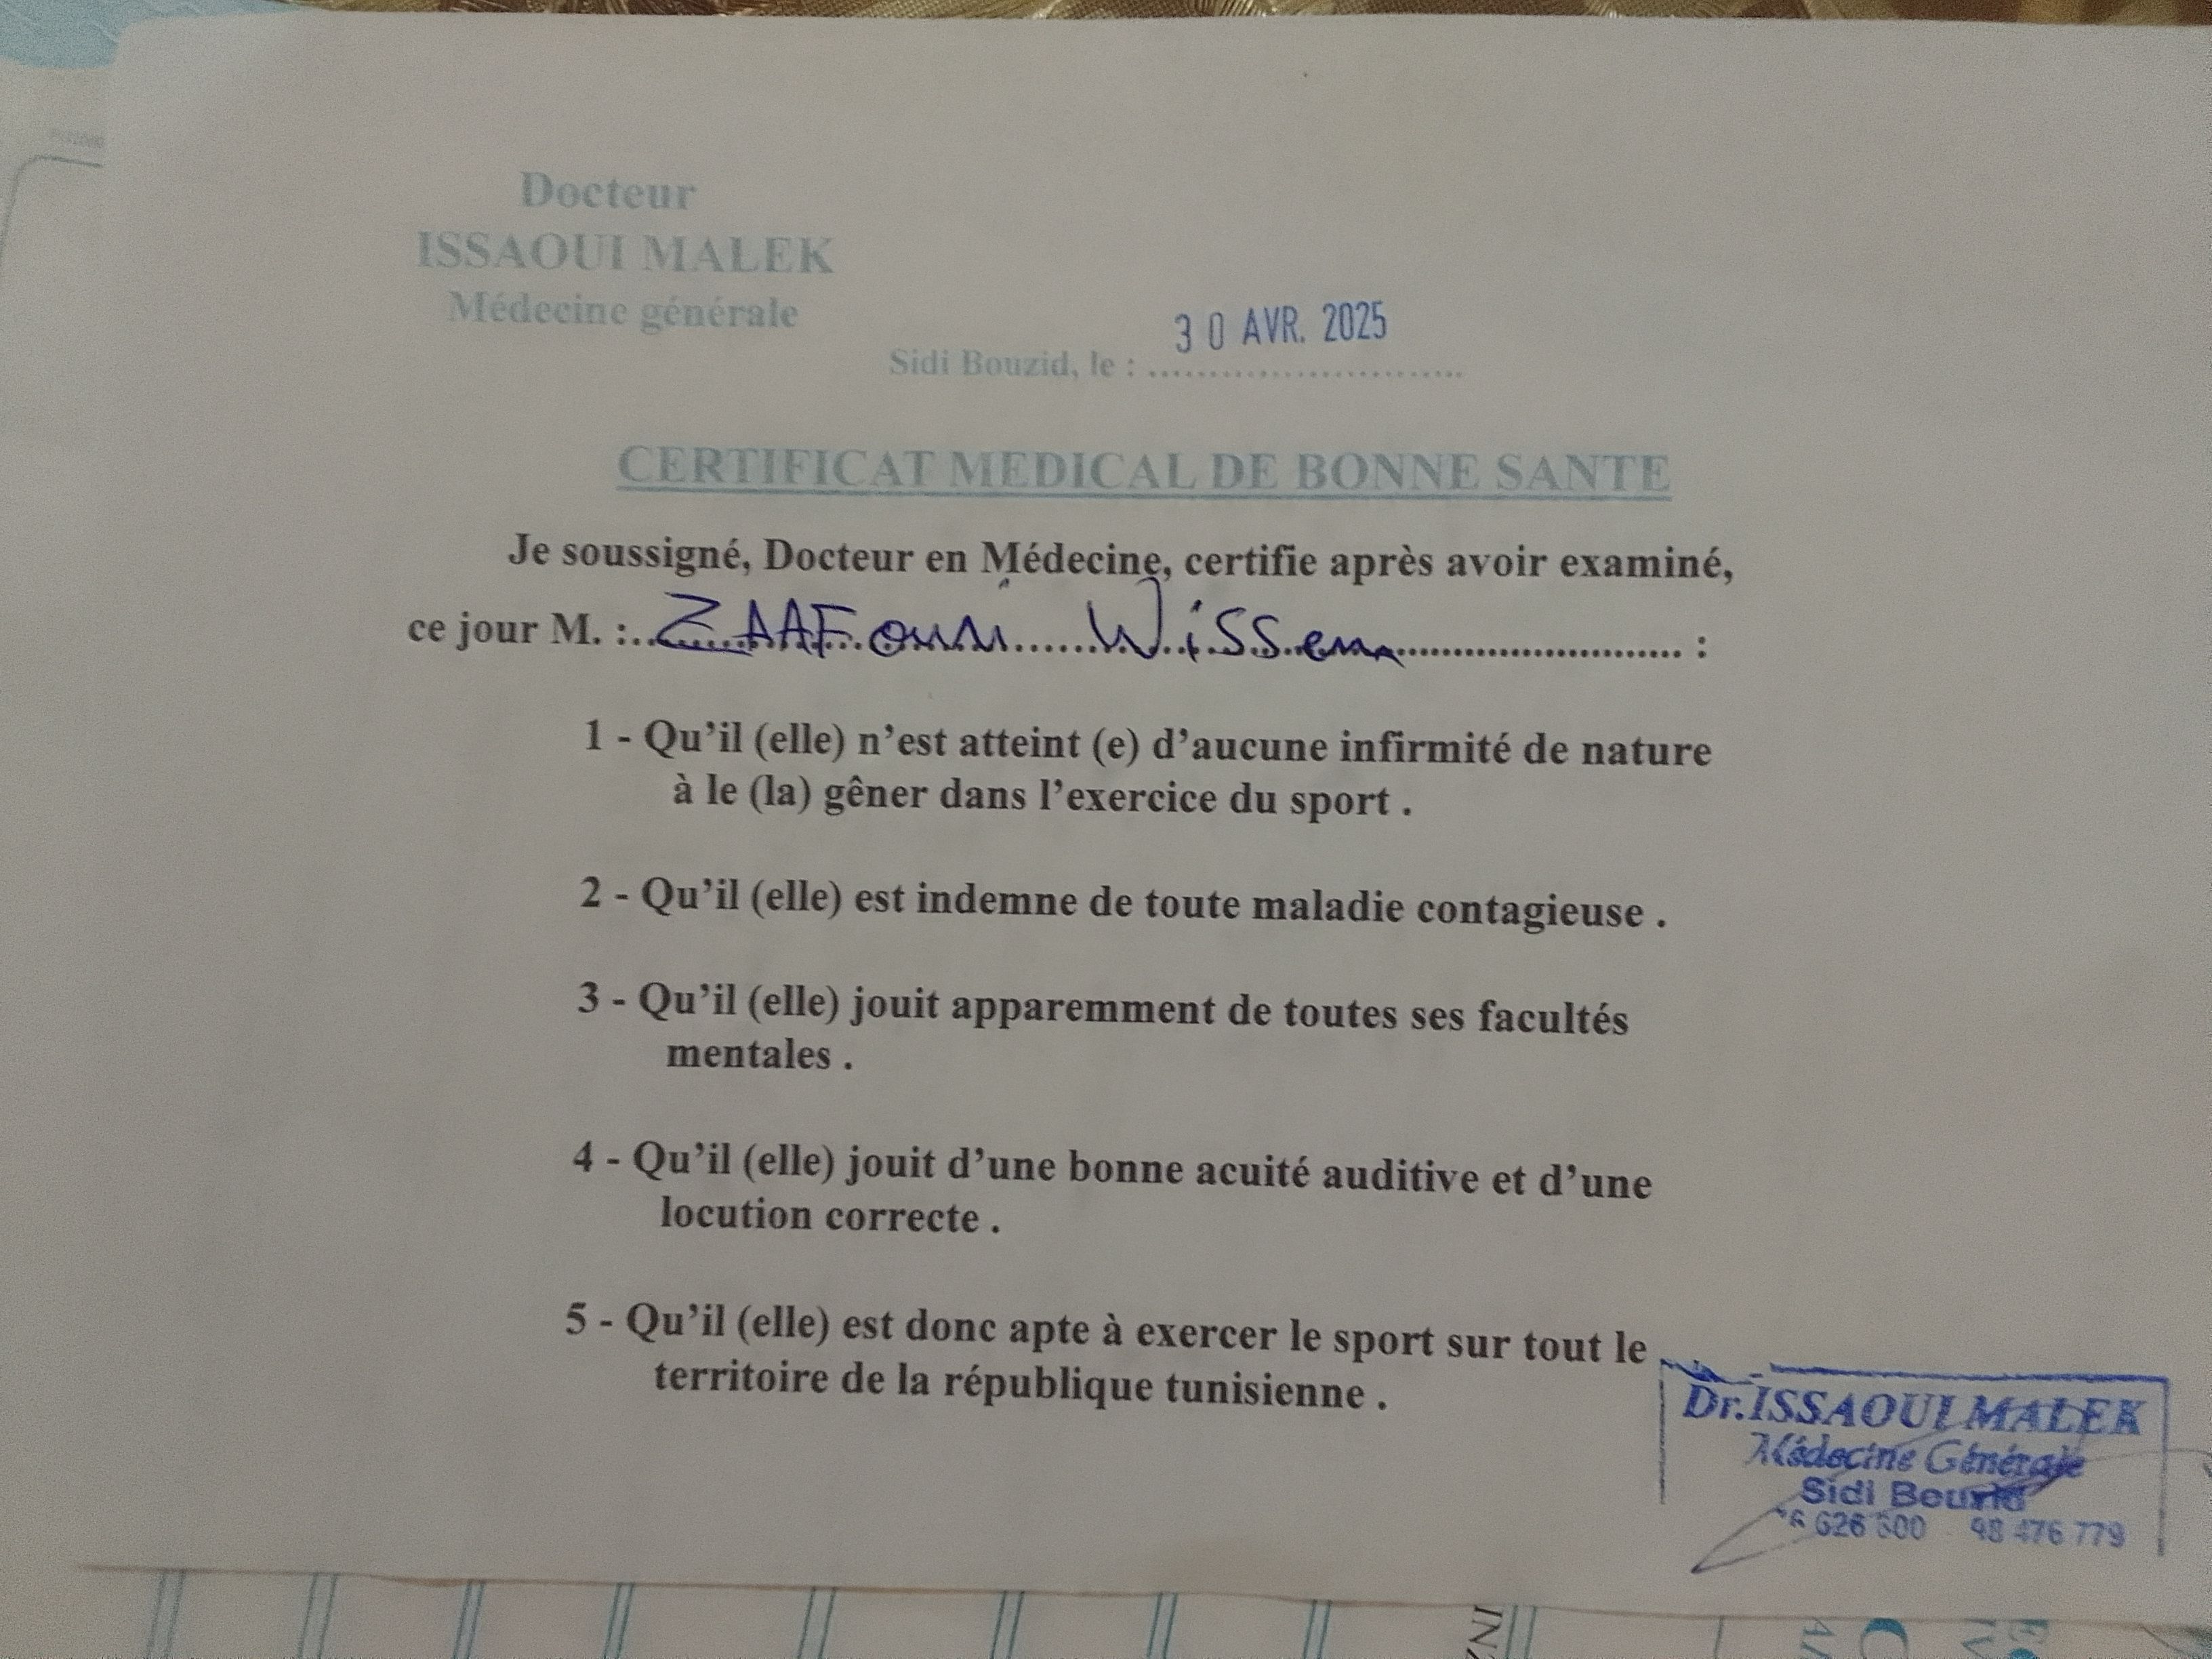 Docteur
ISSAOUI MALEK
Médecine générale
30 AVR. 2025
Sidi Bouzid, le : ..............................
CERTIFICAT MEDICAL DE BONNE SANTE
Je soussigné, Docteur en Médecine, certifie après avoir examiné,
ce jour M. : ZAAFouri Wissem :
1 - Qu’il (elle) n’est atteint (e) d’aucune infirmité de nature
à le (la) gêner dans l’exercice du sport .
2 - Qu’il (elle) est indemne de toute maladie contagieuse .
3 - Qu’il (elle) jouit apparemment de toutes ses facultés
mentales .
4 - Qu’il (elle) jouit d’une bonne acuité auditive et d’une
locution correcte .
5 - Qu’il (elle) est donc apte à exercer le sport sur tout le
territoire de la république tunisienne .
Dr.ISSAOUI MALEK
Médecine Générale
Sidi Bouzid
98 476 779